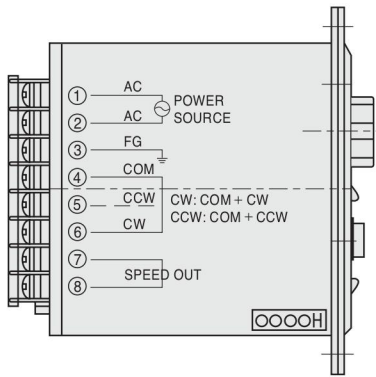 ① AC
POWER
② AC SOURCE
③ FG
④ COM
⑤ CCW CW: COM + CW
⑥ CW CCW: COM + CCW
⑦
SPEED OUT
⑧
OOOOH